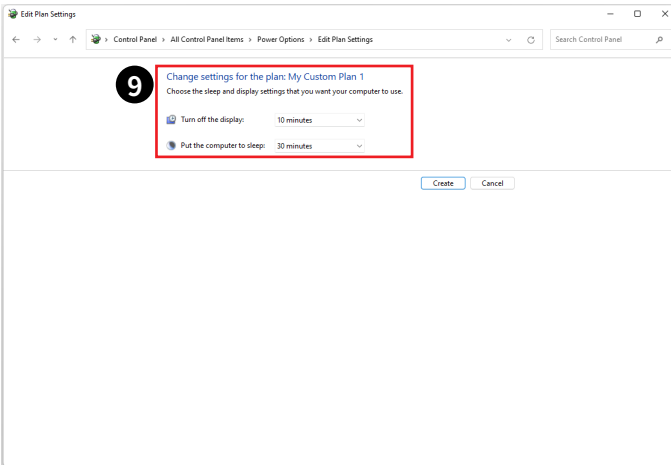 Edit Plan Settings
Control Panel > All Control Panel Items > Power Options > Edit Plan Settings
Search Control Panel
9
Change settings for the plan: My Custom Plan 1
Choose the sleep and display settings that you want your computer to use.
Turn off the display: 10 minutes
Put the computer to sleep: 30 minutes
Create Cancel